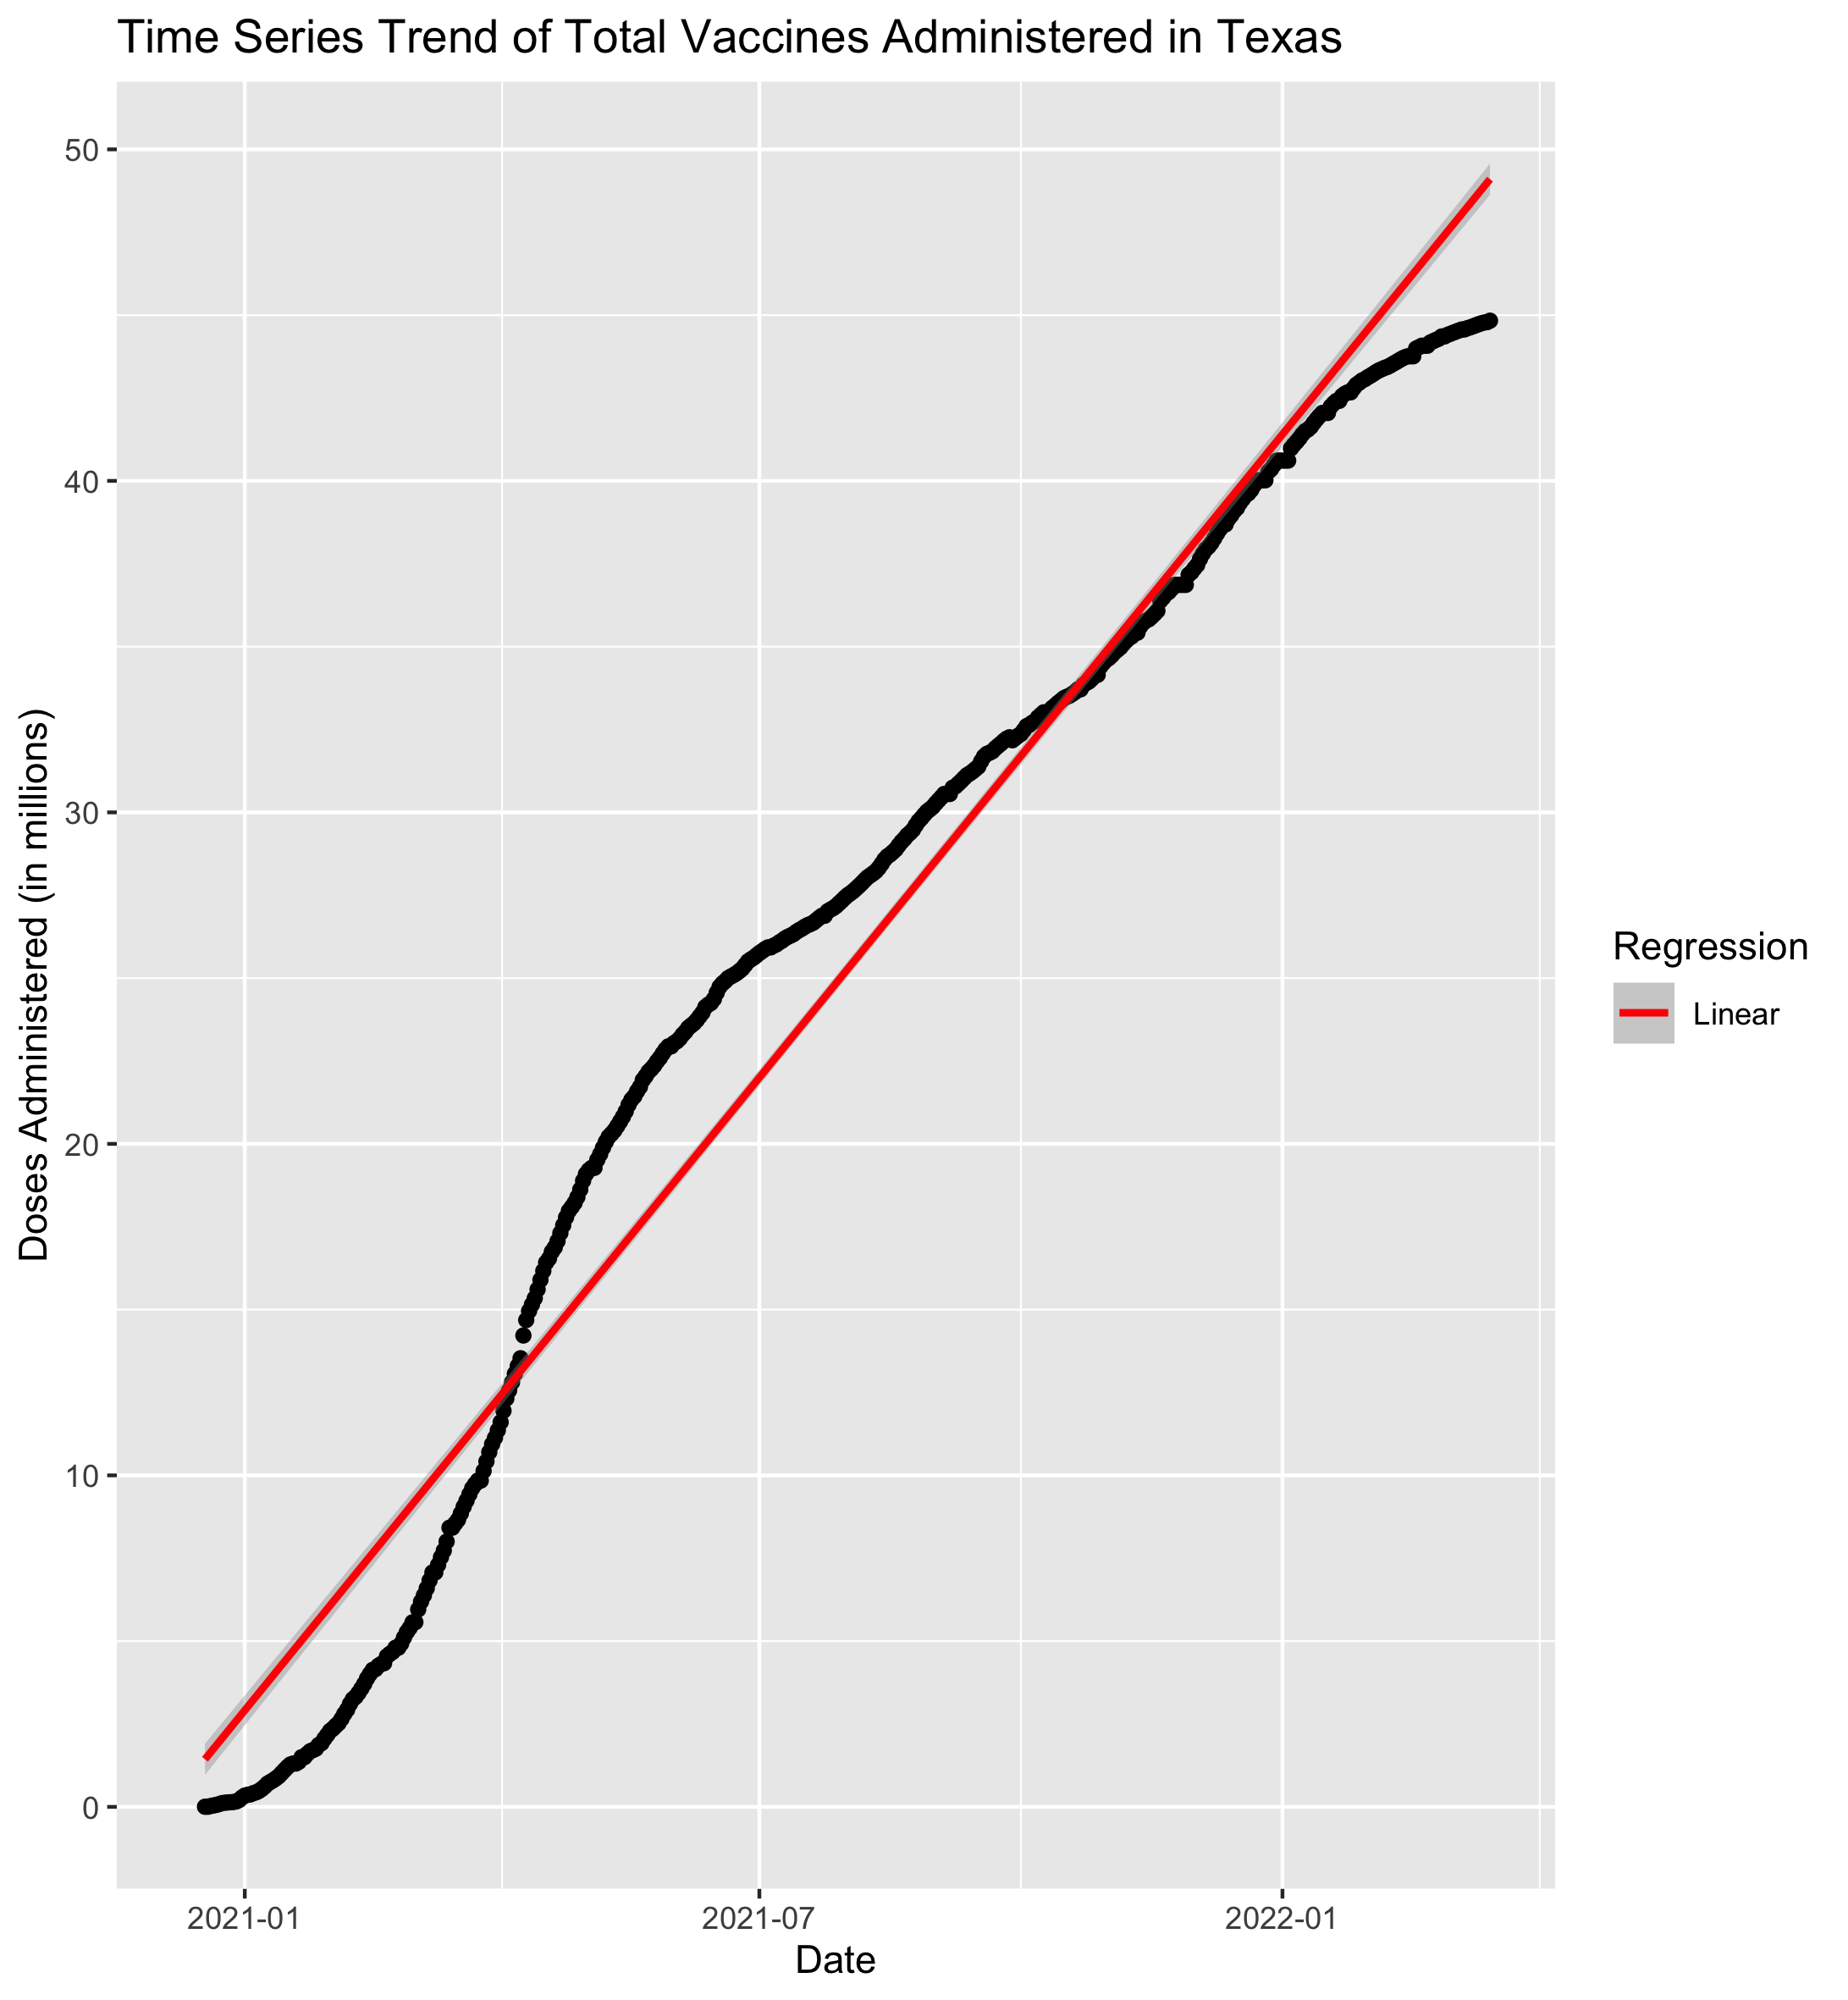 Time Series Trend of Total Vaccines Administered in Texas
Doses Administered (in millions)
50
40
30
20
10
0
2021-01
2021-07
2022-01
Date
Regression
Linear